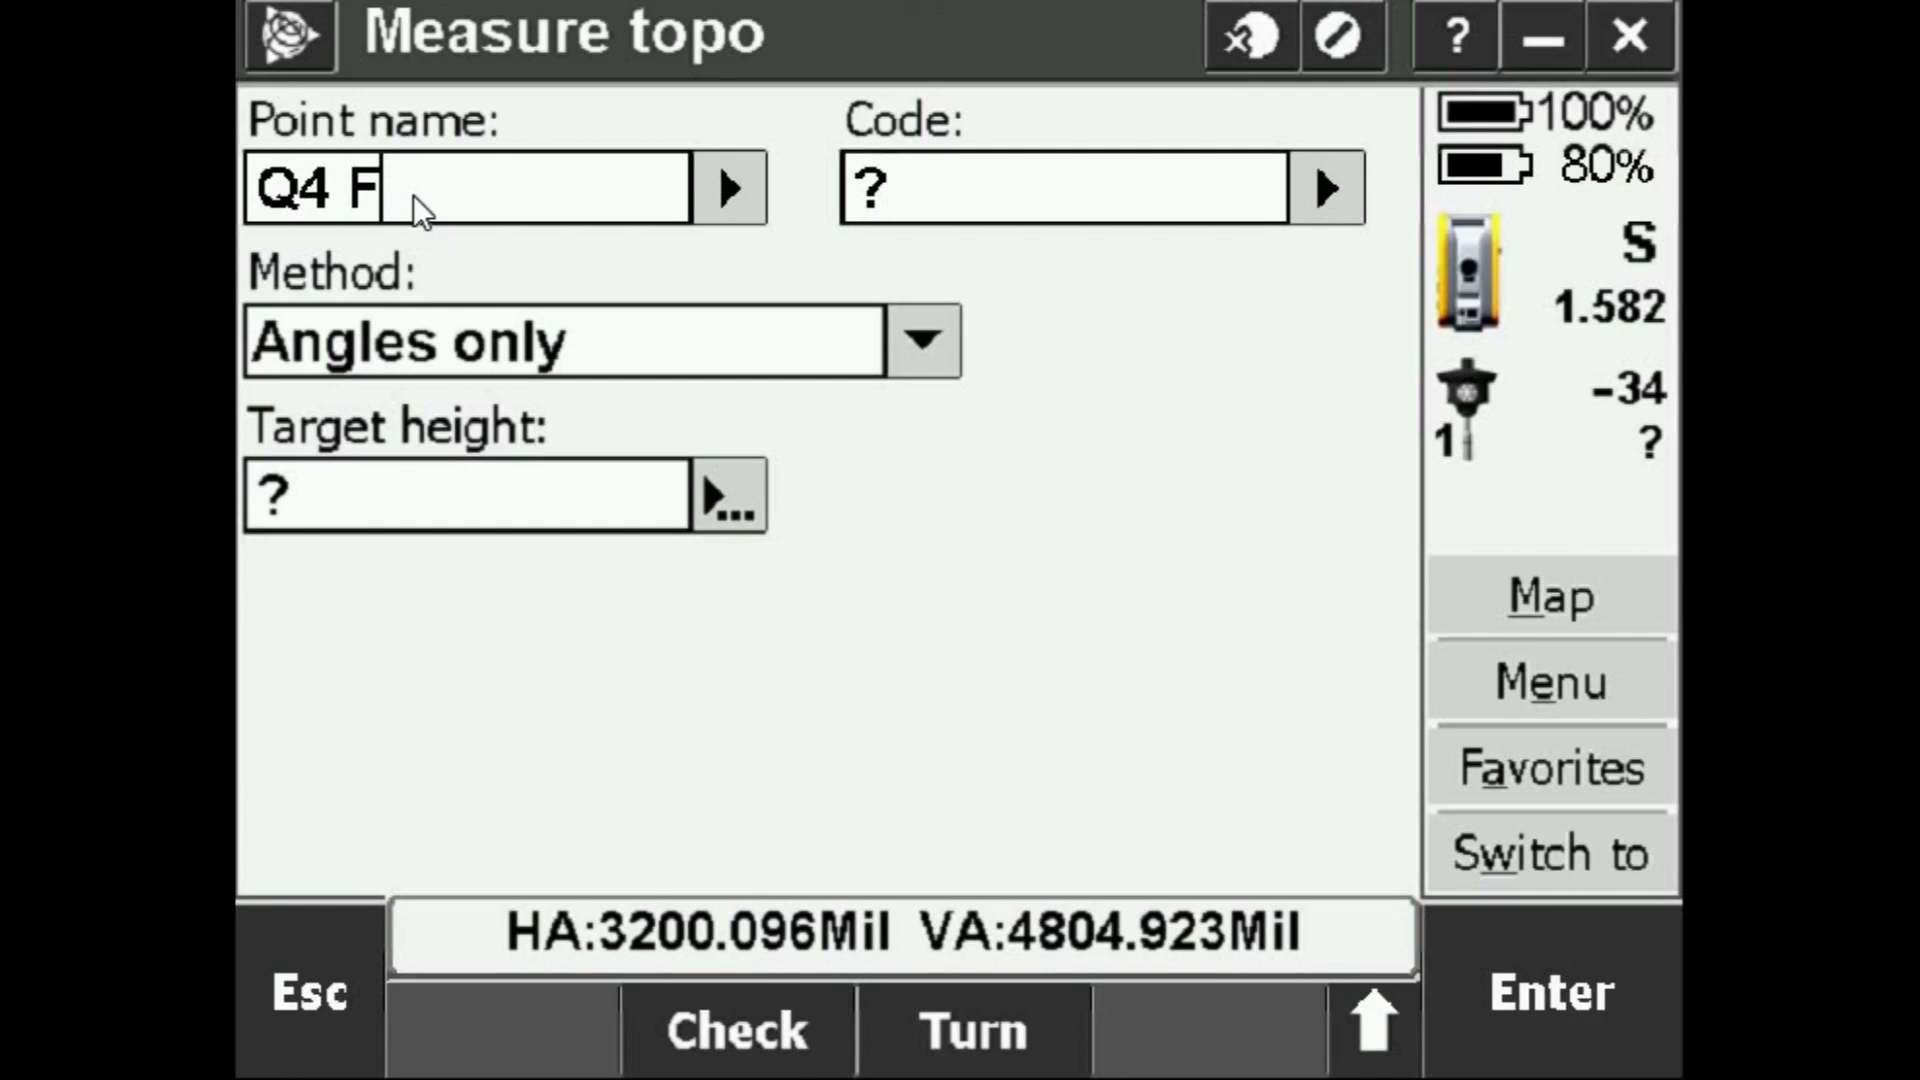 Measure topo
?
Point name:
Code:
Q4 F
?
Method:
Angles only
Target height:
?
100%
80%
S
1.582
-34
1
?
Map
Menu
Favorites
Switch to
HA:3200.096Mil VA:4804.923Mil
Esc
Check
Turn
Enter